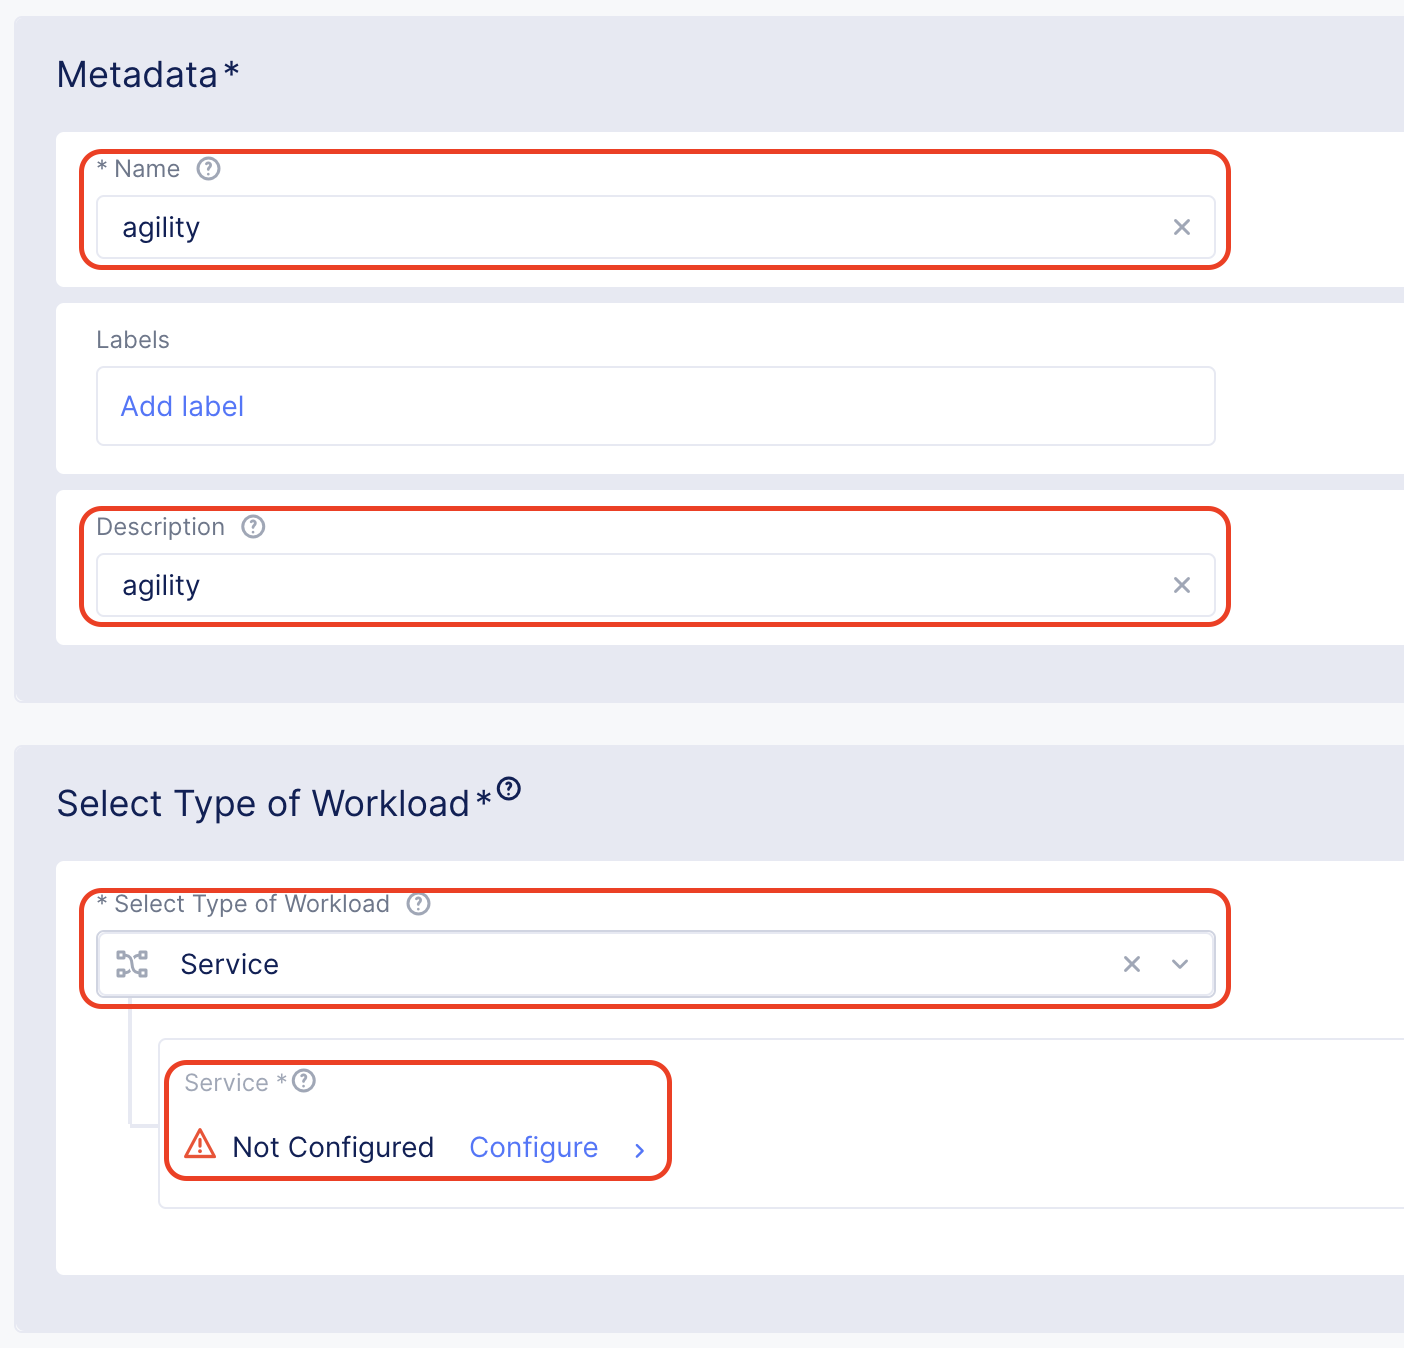 Metadata*
* Name
agility
Labels
Add label
Description
agility
Select Type of Workload*
* Select Type of Workload
Service
Service *
Not Configured Configure